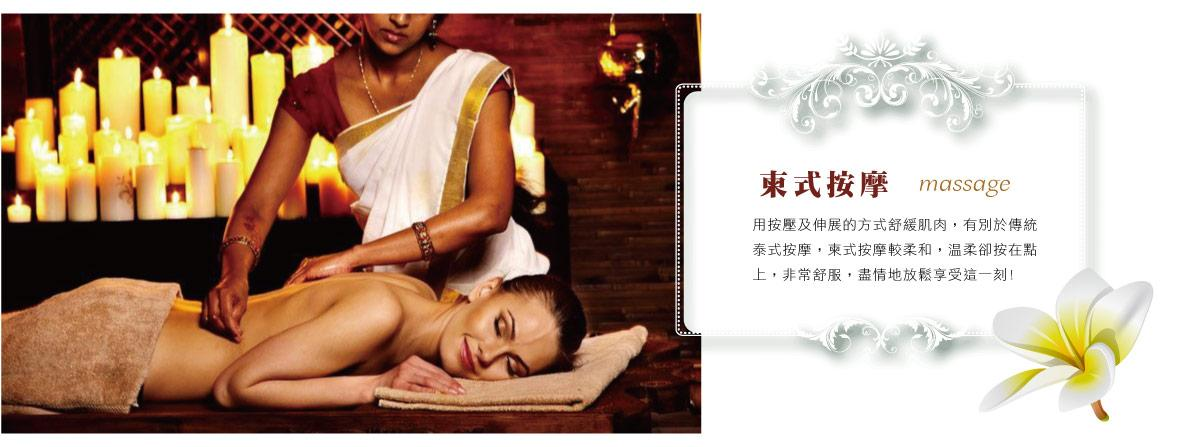 柬式按摩 massage
用按壓及伸展的方式舒緩肌肉，有別於傳統
泰式按摩，柬式按摩較柔和，温柔卻按在點
上，非常舒服，盡情地放鬆享受這一刻!